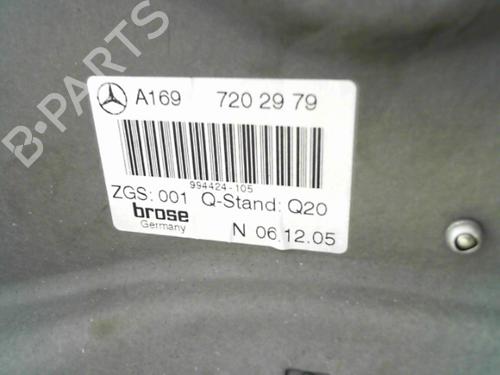 B-PARTS
A169 720 29 79
994424-105
ZGS: 001 Q-Stand: Q20
brose
Germany
N 06.12.05